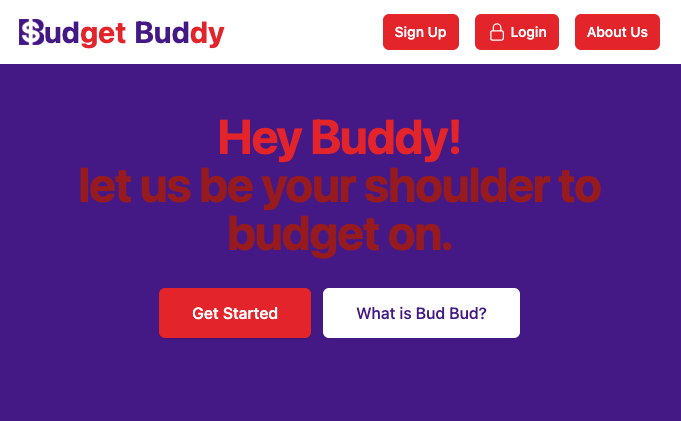 Budget Buddy
Sign Up
Login
About Us
Hey Buddy!
let us be your shoulder to
budget on.
Get Started
What is Bud Bud?